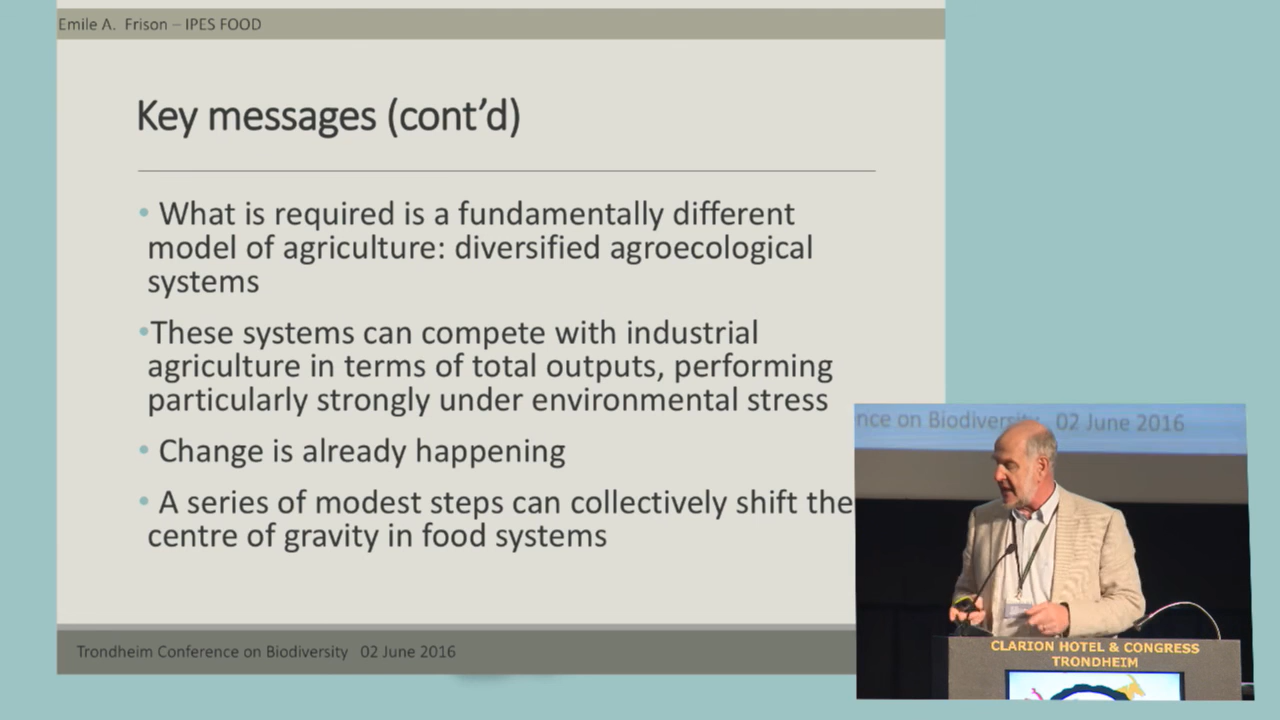 Emile A. Frison – IPES FOOD
Key messages (cont’d)
• What is required is a fundamentally different
model of agriculture: diversified agroecological
systems
•These systems can compete with industrial
agriculture in terms of total outputs, performing
particularly strongly under environmental stress
• Change is already happening
• A series of modest steps can collectively shift the
centre of gravity in food systems
Trondheim Conference on Biodiversity 02 June 2016
nce on Biodiversity 02 June 2016
CLARION HOTEL & CONGRESS
TRONDHEIM